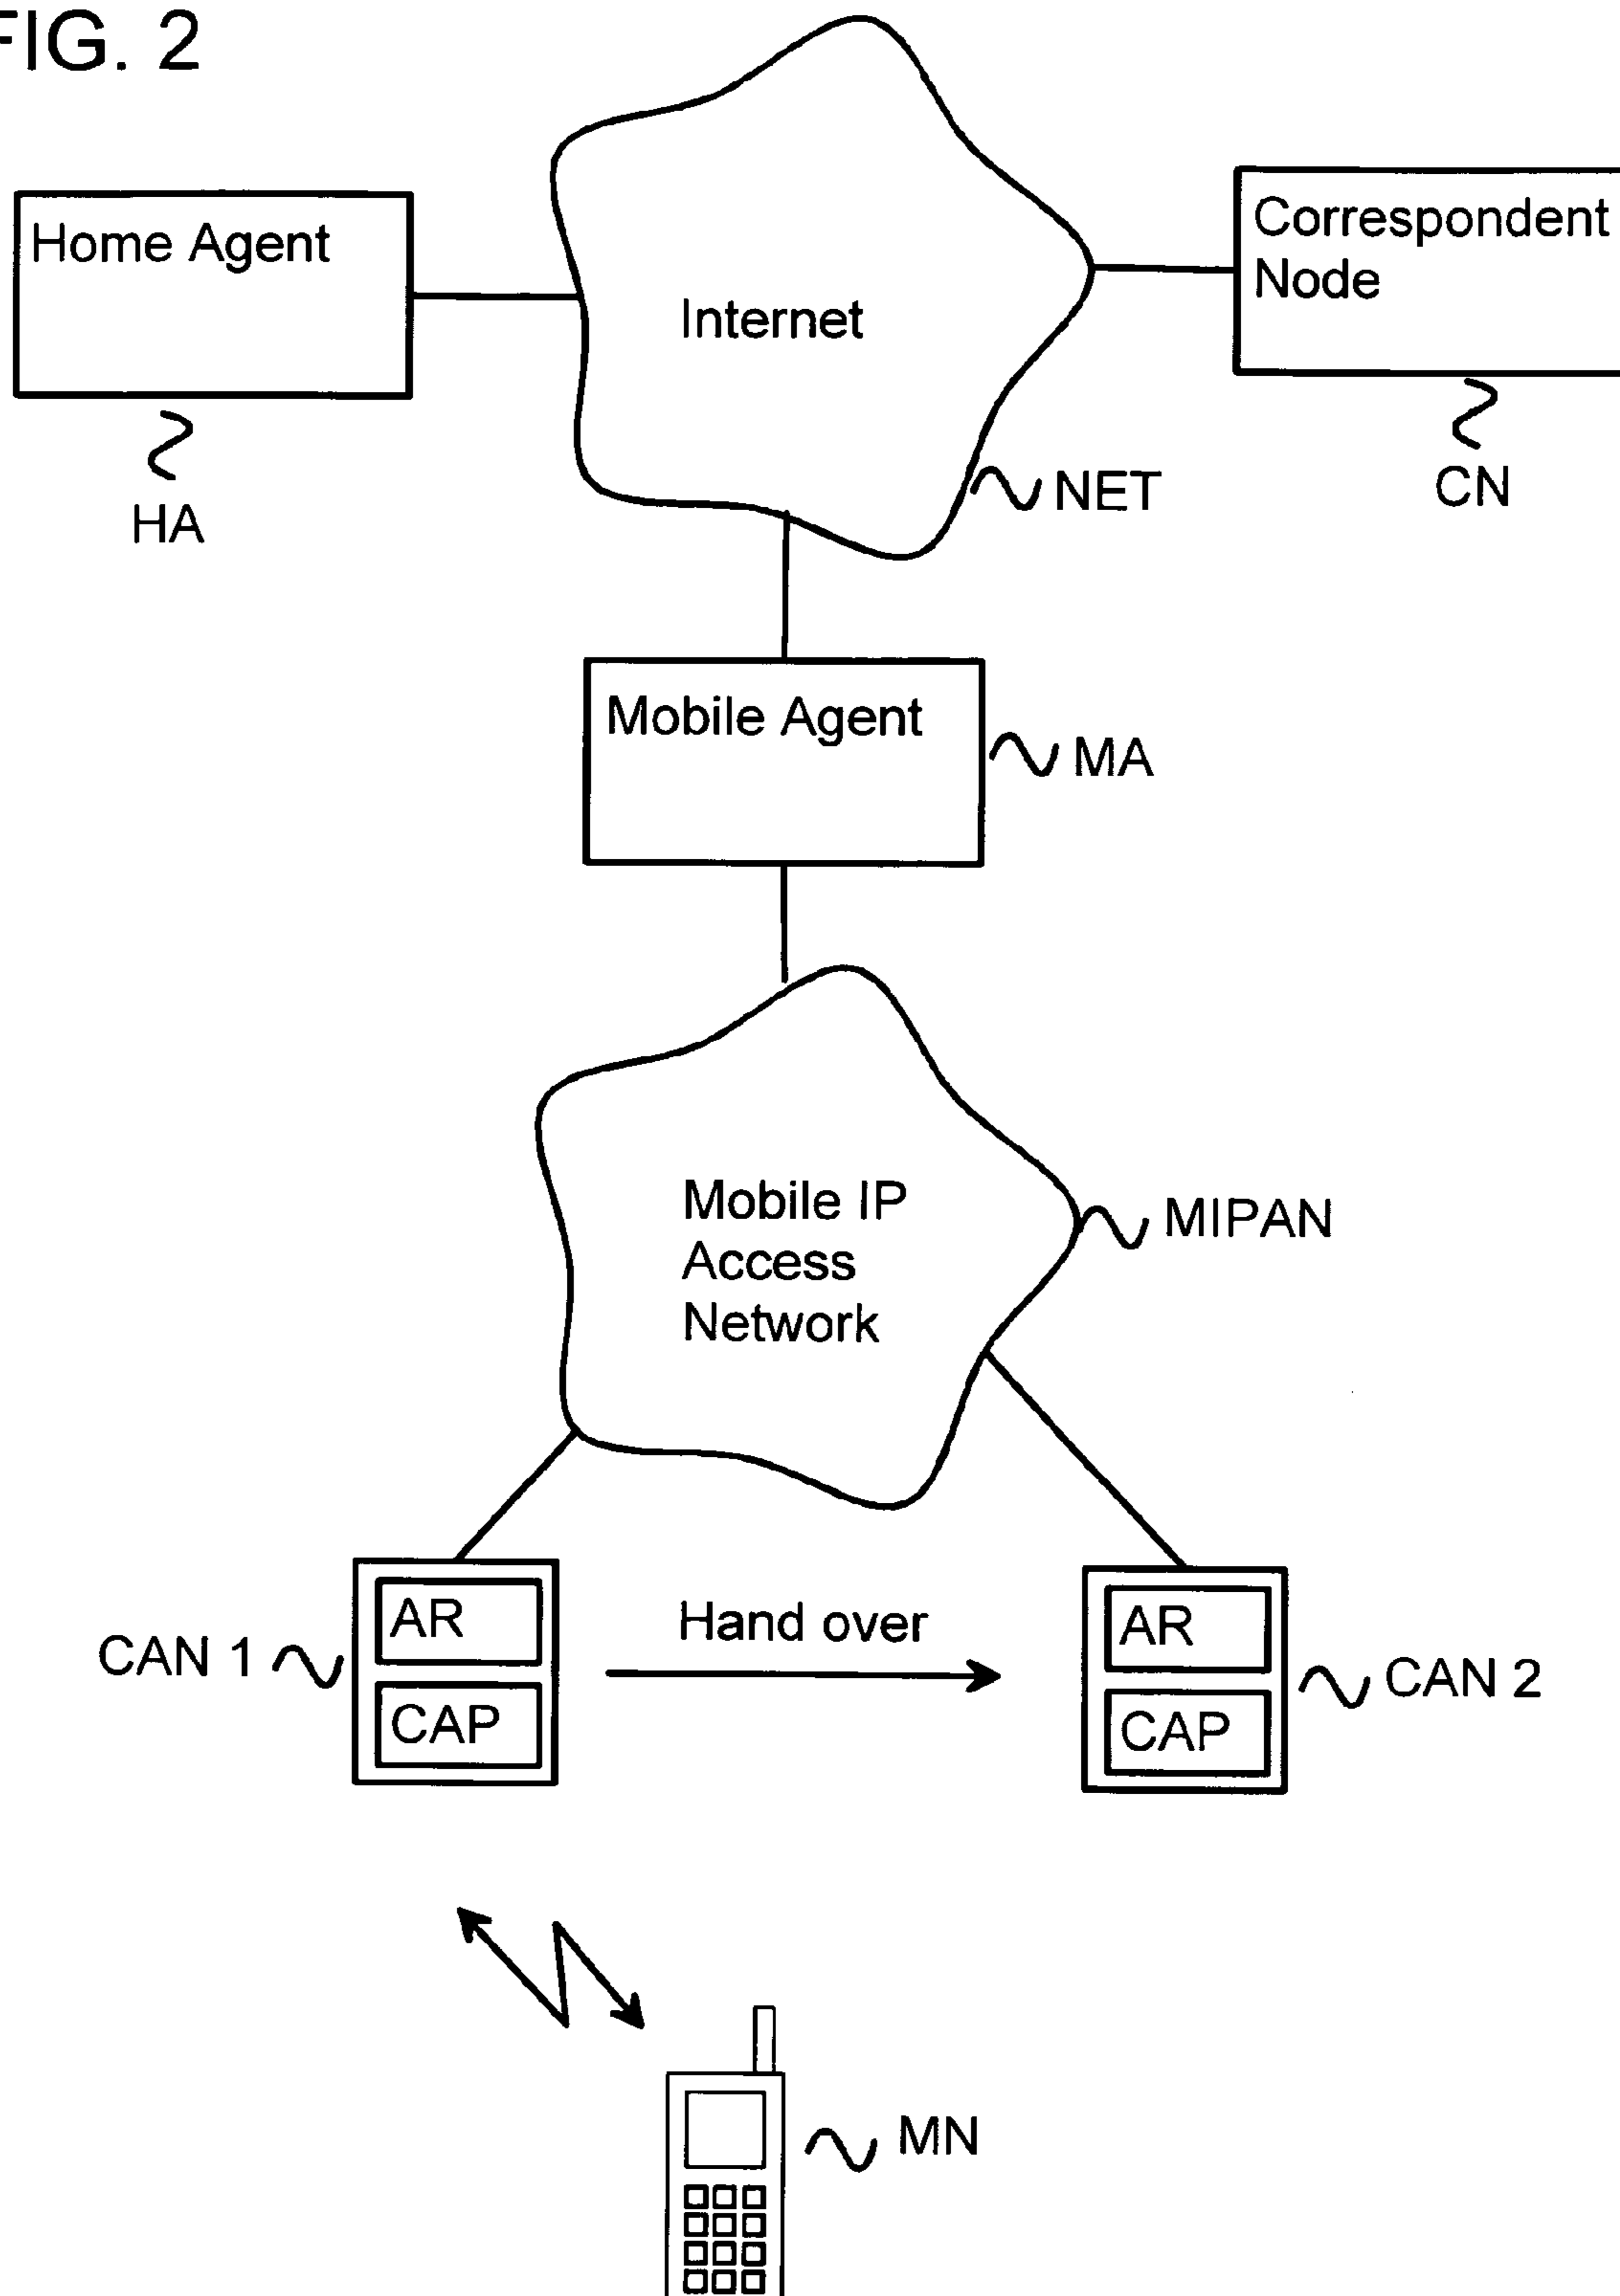 FIG. 2
Home Agent
HA
Internet
NET
Correspondent
Node
CN
Mobile Agent
MA
Mobile IP
Access
Network
MIPAN
CAN 1
AR
CAP
Hand over
AR
CAP
CAN 2
MN